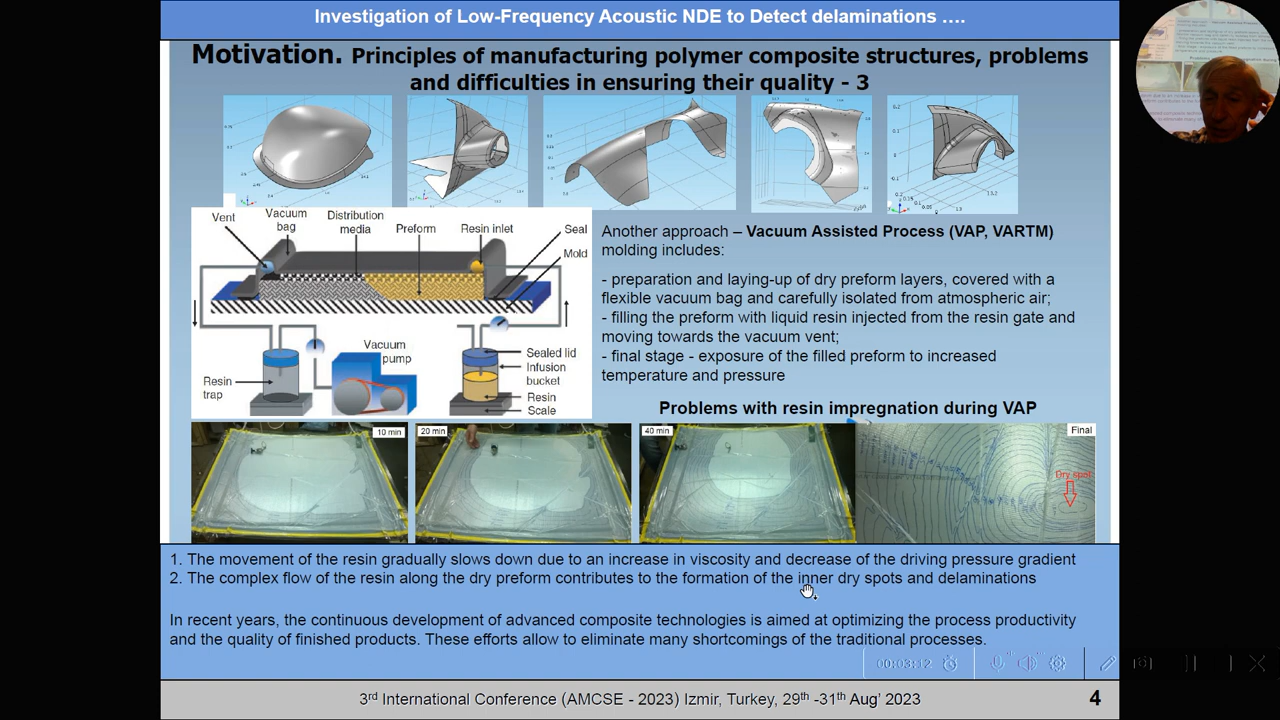 Investigation of Low-Frequency Acoustic NDE to Detect delaminations ….
Motivation. Principles of manufacturing polymer composite structures, problems
and difficulties in ensuring their quality - 3
Vent
Vacuum
bag
Distribution
media
Preform
Resin inlet
Seal
Mold
Vacuum
pump
Resin
trap
Sealed lid
Infusion
bucket
Resin
Scale
Another approach – Vacuum Assisted Process (VAP, VARTM)
molding includes:
- preparation and laying-up of dry preform layers, covered with a
flexible vacuum bag and carefully isolated from atmospheric air;
- filling the preform with liquid resin injected from the resin gate and
moving towards the vacuum vent;
- final stage - exposure of the filled preform to increased
temperature and pressure
Problems with resin impregnation during VAP
10 min
20 min
40 min
Final
Dry spot
1. The movement of the resin gradually slows down due to an increase in viscosity and decrease of the driving pressure gradient
2. The complex flow of the resin along the dry preform contributes to the formation of the inner dry spots and delaminations
In recent years, the continuous development of advanced composite technologies is aimed at optimizing the process productivity
and the quality of finished products. These efforts allow to eliminate many shortcomings of the traditional processes.
00:03:12
3rd International Conference (AMCSE - 2023) Izmir, Turkey, 29th -31th Aug’ 2023
4